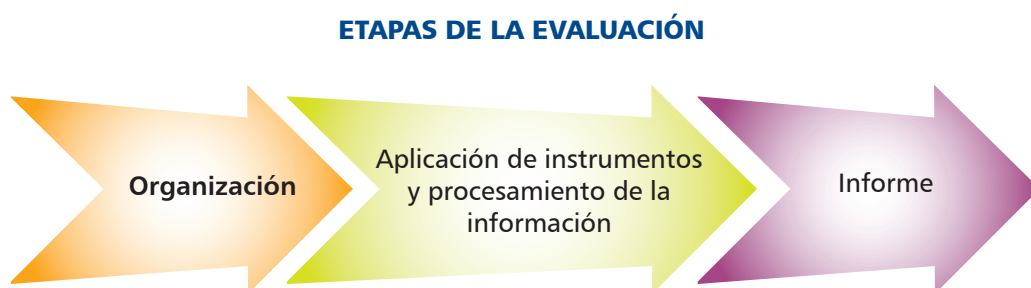 ETAPAS DE LA EVALUACIÓN
Organización
Aplicación de instrumentos
y procesamiento de la
información
Informe